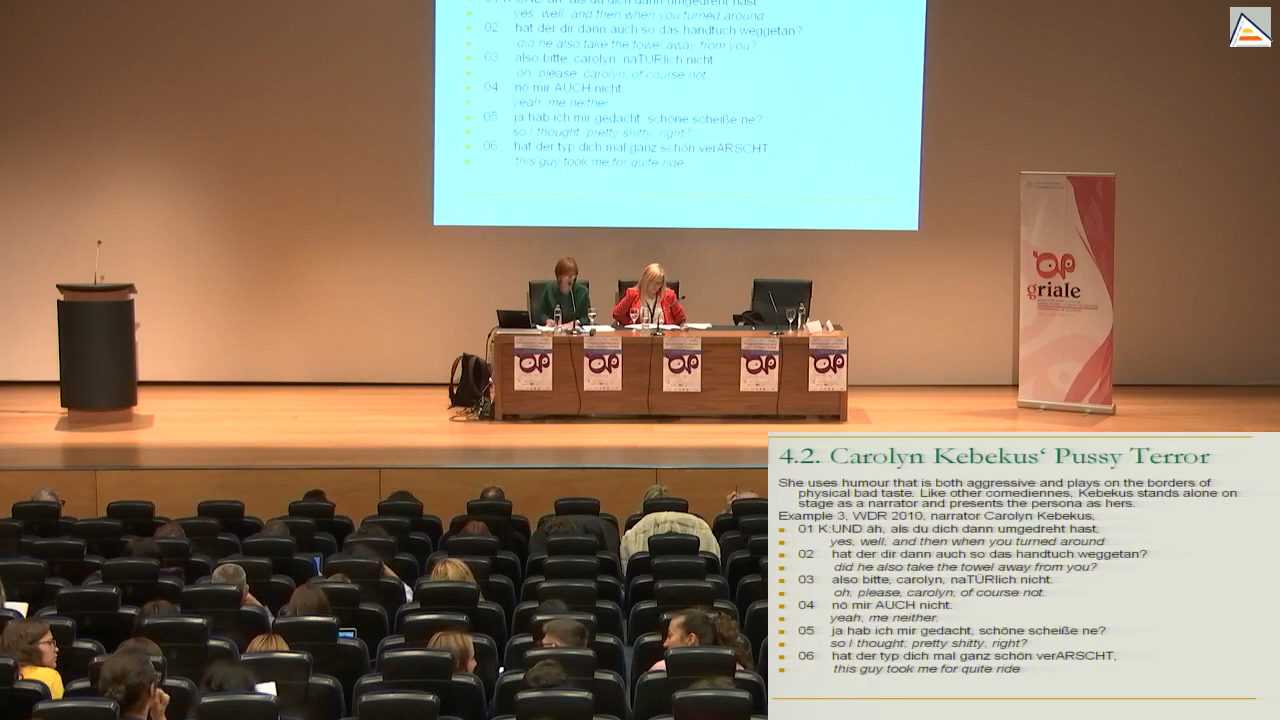 yes, well, and then when you turned around
02 hat der dir dann auch so das handtuch weggetan?
did he also take the towel away from you?
03 also bitte, carolyn, naTÜRlich nicht.
oh, please, carolyn, of course not.
04 nö mir AUCH nicht.
yeah, me neither.
05 ja hab ich mir gedacht, schöne scheiße ne?
so I thought, pretty shitty, right?
06 hat der typ dich mal ganz schön verARSCHT,
this guy took me for quite ride
griale
4.2. Carolyn Kebekus‘ Pussy Terror
She uses humour that is both aggressive and plays on the borders of
physical bad taste. Like other comediennes, Kebekus stands alone on
stage as a narrator and presents the persona as hers.
Example 3, WDR 2010, narrator Carolyn Kebekus,
01 K:UND äh, als du dich dann umgedreht hast,
yes, well, and then when you turned around
02 hat der dir dann auch so das handtuch weggetan?
did he also take the towel away from you?
03 also bitte, carolyn, naTÜRlich nicht.
oh, please, carolyn, of course not.
04 nö mir AUCH nicht.
yeah, me neither.
05 ja hab ich mir gedacht, schöne scheiße ne?
so I thought, pretty shitty, right?
06 hat der typ dich mal ganz schön verARSCHT,
this guy took me for quite ride